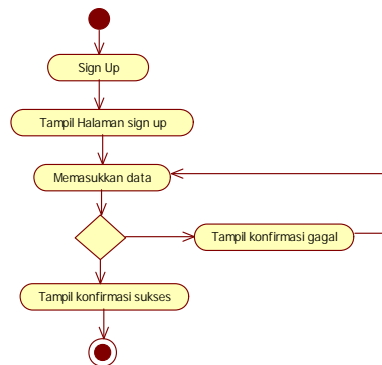 Sign Up
Tampil Halaman sign up
Memasukkan data
Tampil konfirmasi gagal
Tampil konfirmasi sukses